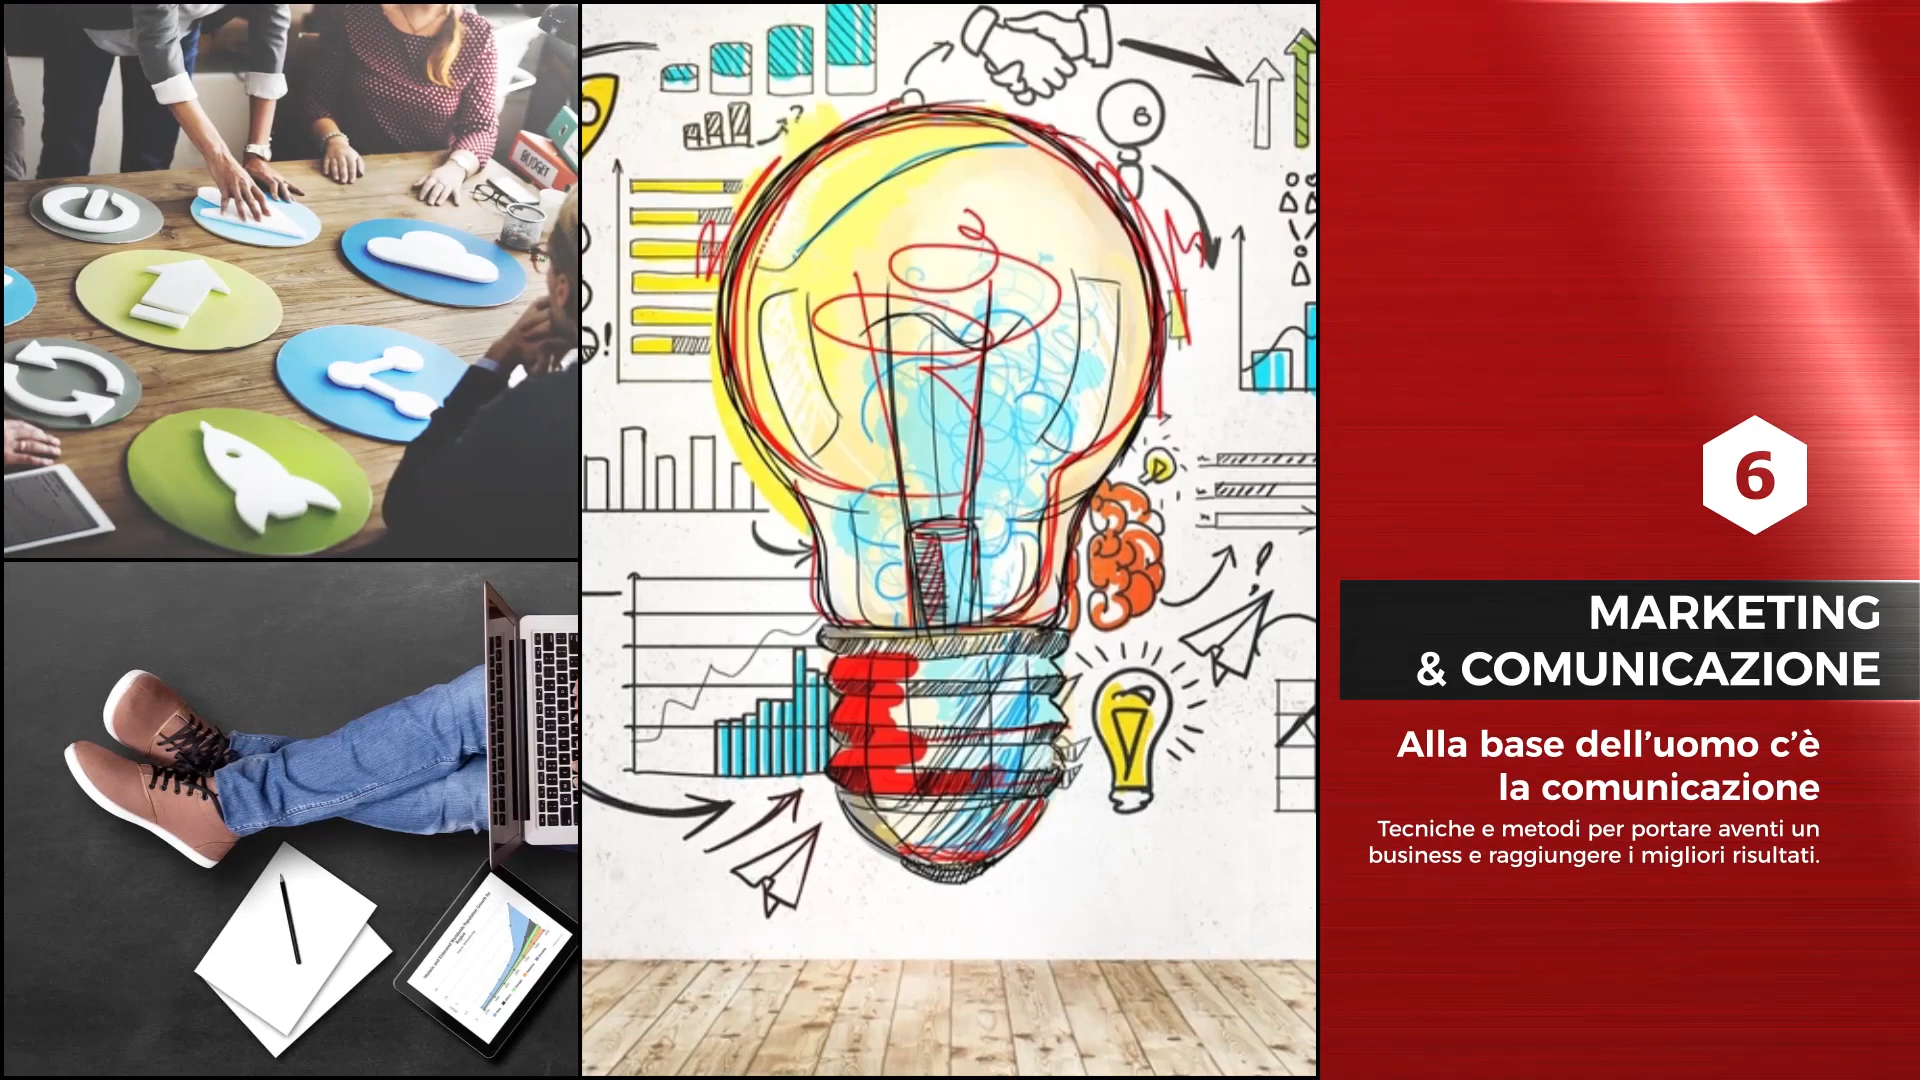 BUDGET
6
MARKETING
& COMUNICAZIONE
Alla base dell’uomo c’è
la comunicazione
Tecniche e metodi per portare aventi un
business e raggiungere i migliori risultati.